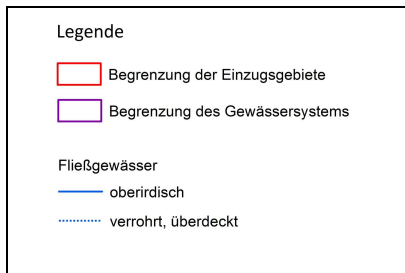 Legende
Begrenzung der Einzugsgebiete
Begrenzung des Gewässersystems
Fließgewässer
oberirdisch
verrohrt, überdeckt